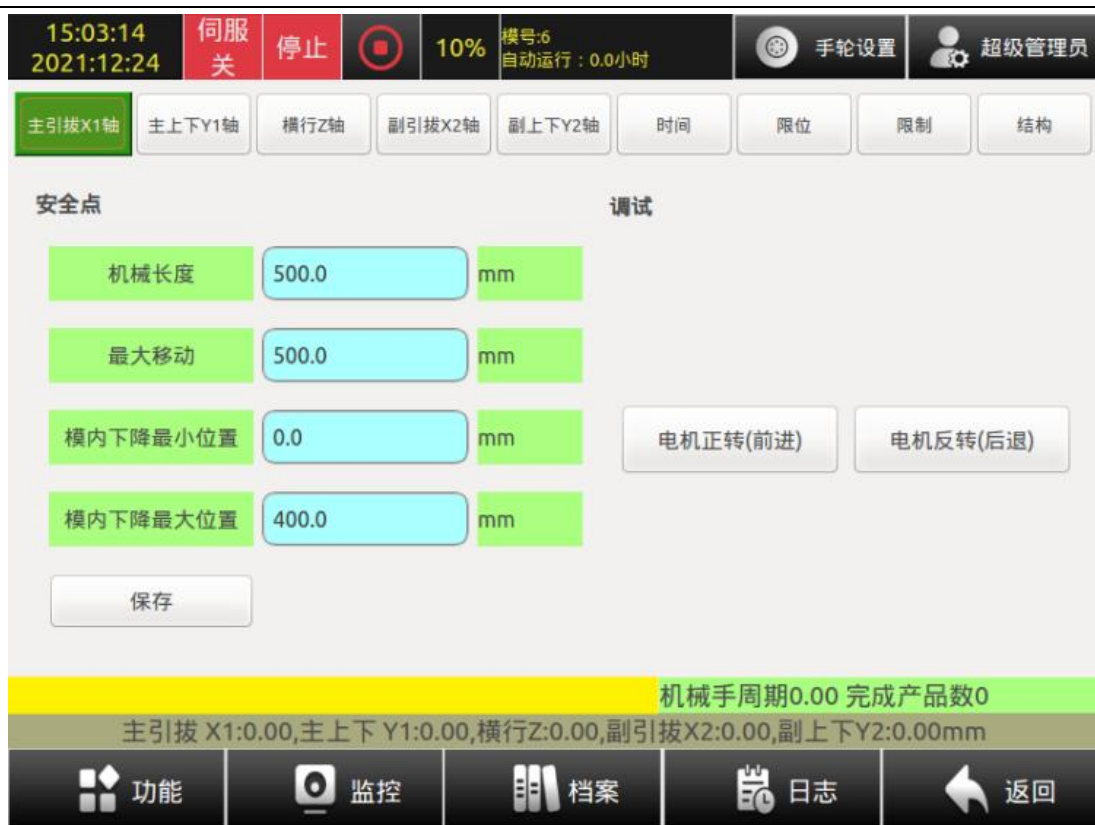 15:03:14
2021:12:24
伺服
关
停止
10%
模号:6
自动运行：0.0小时
手轮设置
超级管理员
主引拔X1轴
主上下Y1轴
横行Z轴
副引拔X2轴
副上下Y2轴
时间
限位
限制
结构
安全点
调试
机械长度 500.0 mm
最大移动 500.0 mm
模内下降最小位置 0.0 mm
电机正转(前进) 电机反转(后退)
模内下降最大位置 400.0 mm
保存
机械手周期0.00 完成产品数0
主引拔 X1:0.00,主上下 Y1:0.00,横行Z:0.00,副引拔X2:0.00,副上下Y2:0.00mm
功能
监控
档案
日志
返回